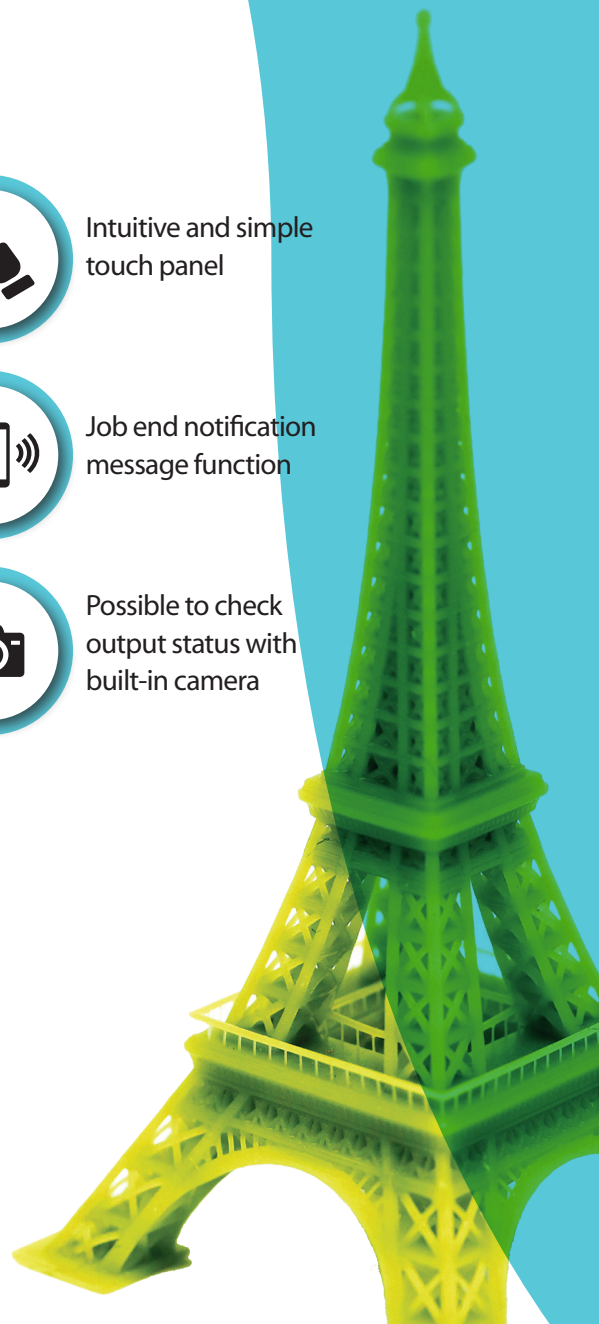 Intuitive and simple
touch panel
Job end notification
message function
Possible to check
output status with
built-in camera